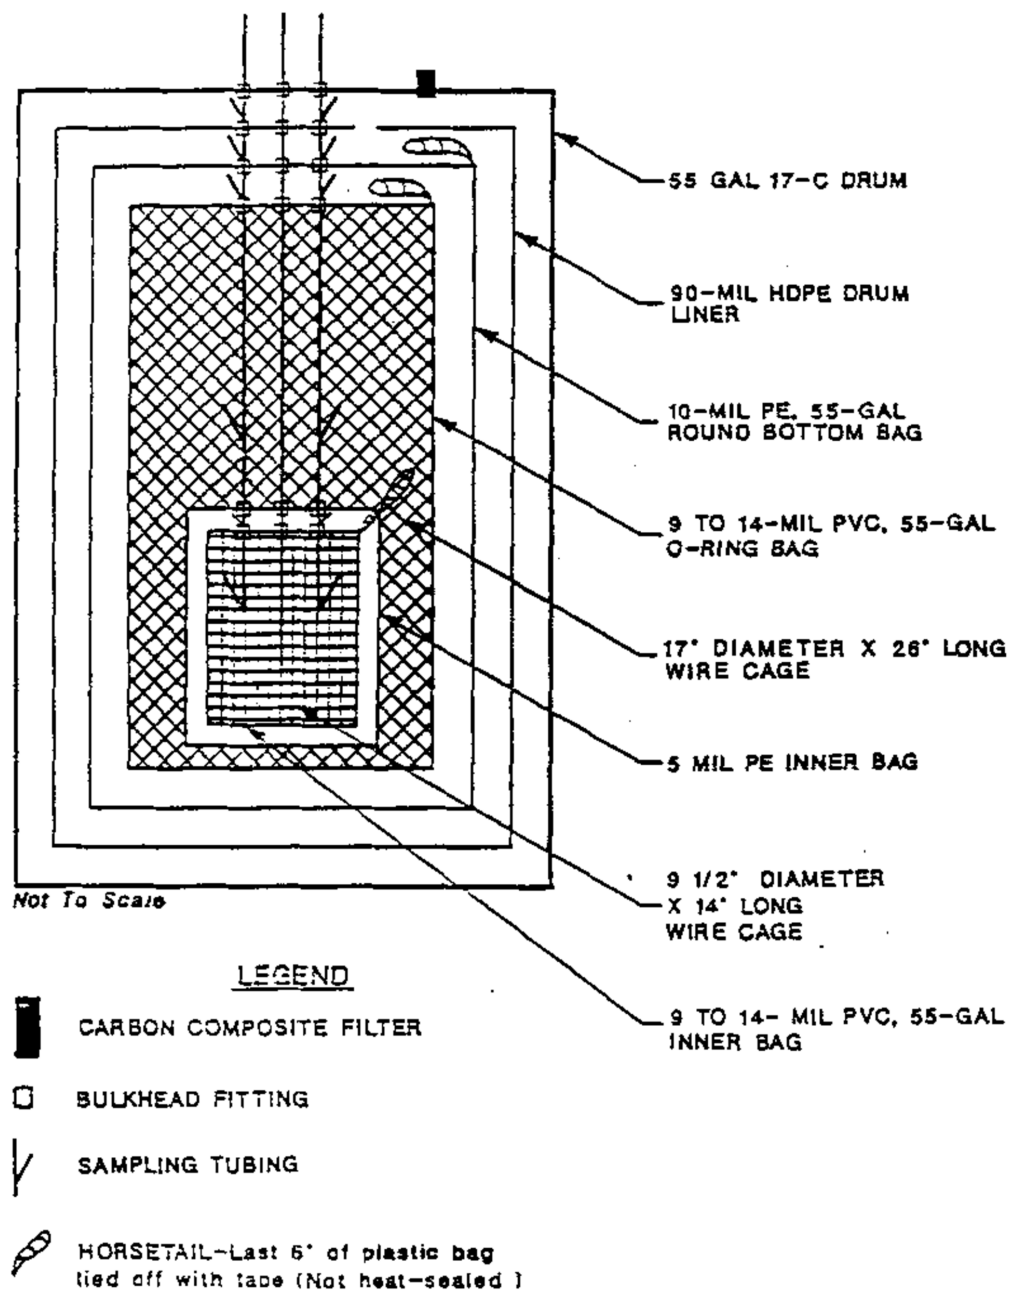 55 GAL 17-C DRUM
90-MIL HDPE DRUM
LINER
10-MIL PE, 55-GAL
ROUND BOTTOM BAG
9 TO 14-MIL PVC, 55-GAL
O-RING BAG
17" DIAMETER X 26" LONG
WIRE CAGE
5 MIL PE INNER BAG
9 1/2" DIAMETER
X 14" LONG
WIRE CAGE
9 TO 14- MIL PVC, 55-GAL
INNER BAG
Not To Scale
LEGEND
CARBON COMPOSITE FILTER
BULKHEAD FITTING
SAMPLING TUBING
HORSETAIL-Last 6" of plastic bag
tied off with tape (Not heat-sealed )